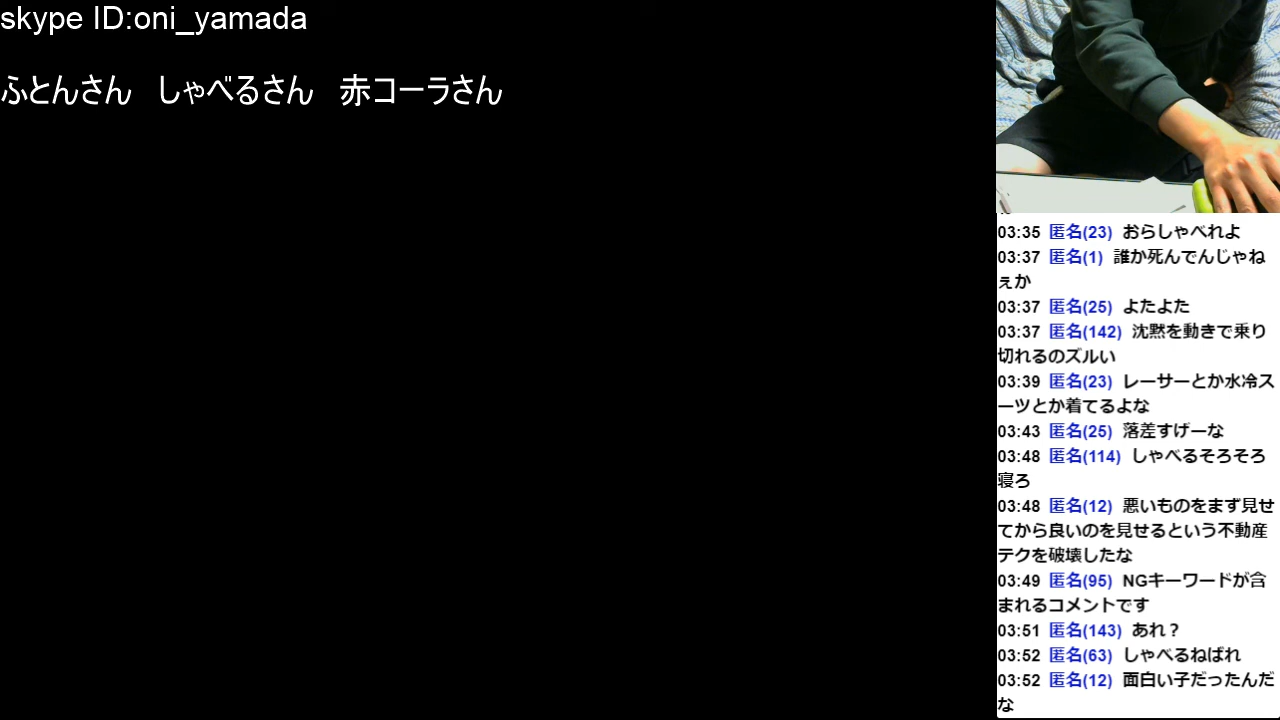 skype ID:oni_yamada
ふとんさん　しゃべるさん　赤コーラさん
03:35 匿名(23) おらしゃべれよ
03:37 匿名(1) 誰か死んでんじゃね
ぇか
03:37 匿名(25) よたよた
03:37 匿名(142) 沈黙を動きで乗り
切れるのズルい
03:39 匿名(23) レーサーとか水冷ス
ーツとか着てるよな
03:43 匿名(25) 落差すげーな
03:48 匿名(114) しゃべるそろそろ
寝ろ
03:48 匿名(12) 悪いものをまず見せ
てから良いのを見せるという不動産
テクを破壊したな
03:49 匿名(95) NGキーワードが含
まれるコメントです
03:51 匿名(143) あれ？
03:52 匿名(63) しゃべるねばれ
03:52 匿名(12) 面白い子だったんだ
な